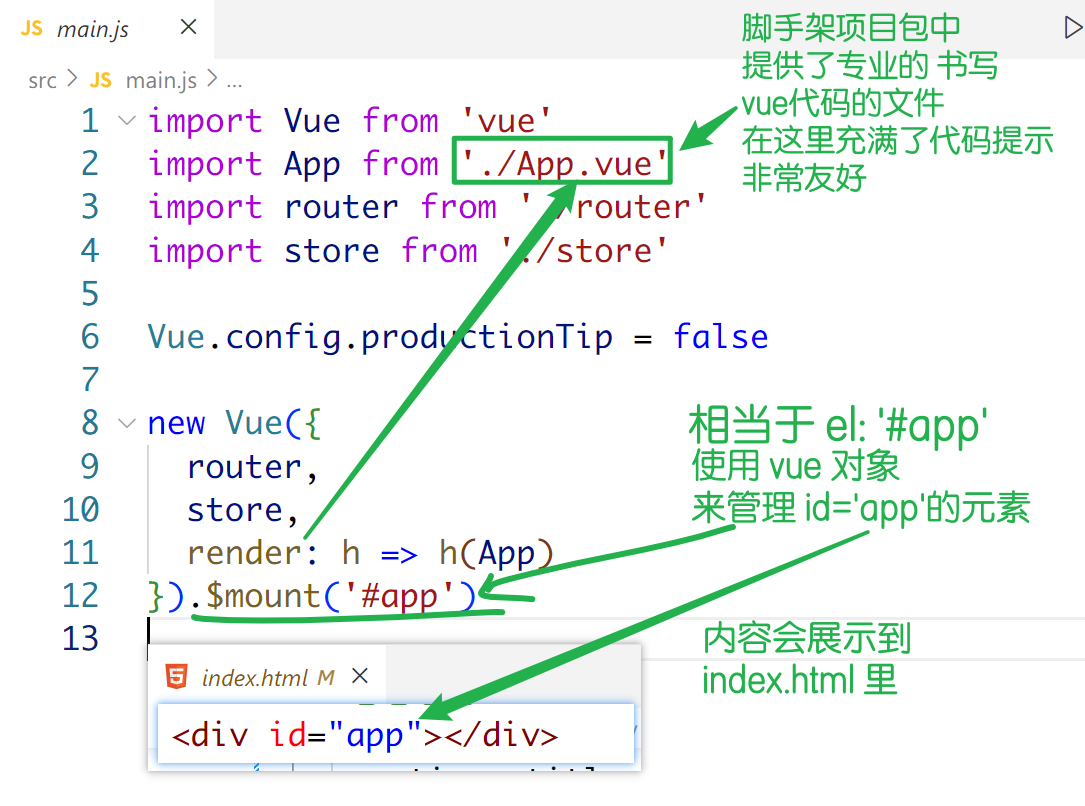 JS main.js
脚手架项目包中
提供了专业的 书写
vue代码的文件
在这里充满了代码提示
非常友好
src > JS main.js > ...
1 import Vue from 'vue'
2 import App from './App.vue'
3 import router from './router'
4 import store from './store'
5
6 Vue.config.productionTip = false
7
8 new Vue({
9 router,
10 store,
11 render: h => h(App)
12 }).$mount('#app')
13
相当于 el: '#app'
使用 vue 对象
来管理 id='app'的元素
内容会展示到
index.html 里
index.html M
<div id="app"></div>